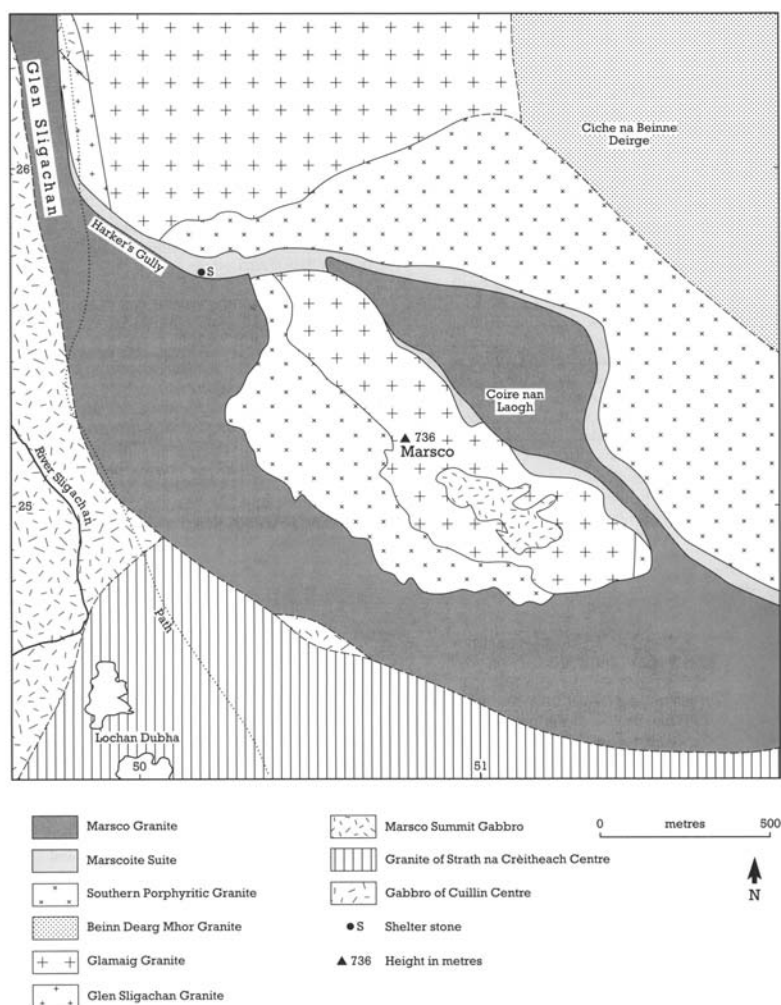 Glen Sligachan
Ciche na Beinne
Deirge
26
Harker's Gully
S
Coire nan
Laogh
736
Marsco
River Sligachan
25
Path
Lochan Dubha
50
51
Marsco Granite
Marscoite Suite
Southern Porphyritic Granite
Beinn Dearg Mhor Granite
Glamaig Granite
Glen Sligachan Granite
Marsco Summit Gabbro
Granite of Strath na Crèitheach Centre
Gabbro of Cuillin Centre
S Shelter stone
736 Height in metres
0 metres 500
N